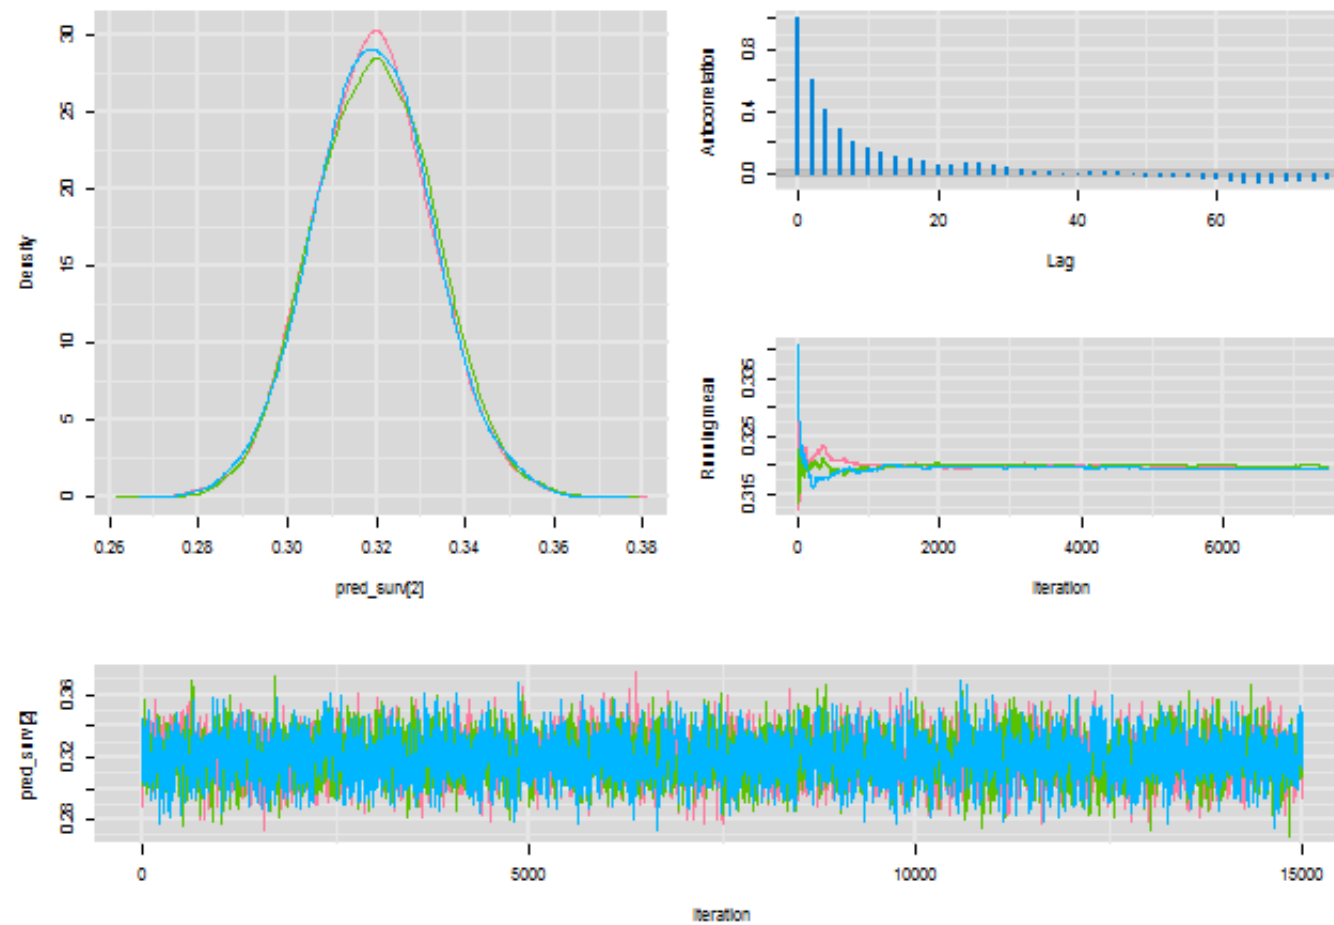 Density
30
25
20
15
10
5
0
0.26 0.28 0.30 0.32 0.34 0.36 0.38
pred_surv[2]
Autocorrelation
0.8
0.4
0.0
0 20 40 60
Lag
Running mean
0.335
0.325
0.315
0 2000 4000 6000
Iteration
pred_surv[2]
0.36
0.32
0.28
0 5000 10000 15000
Iteration